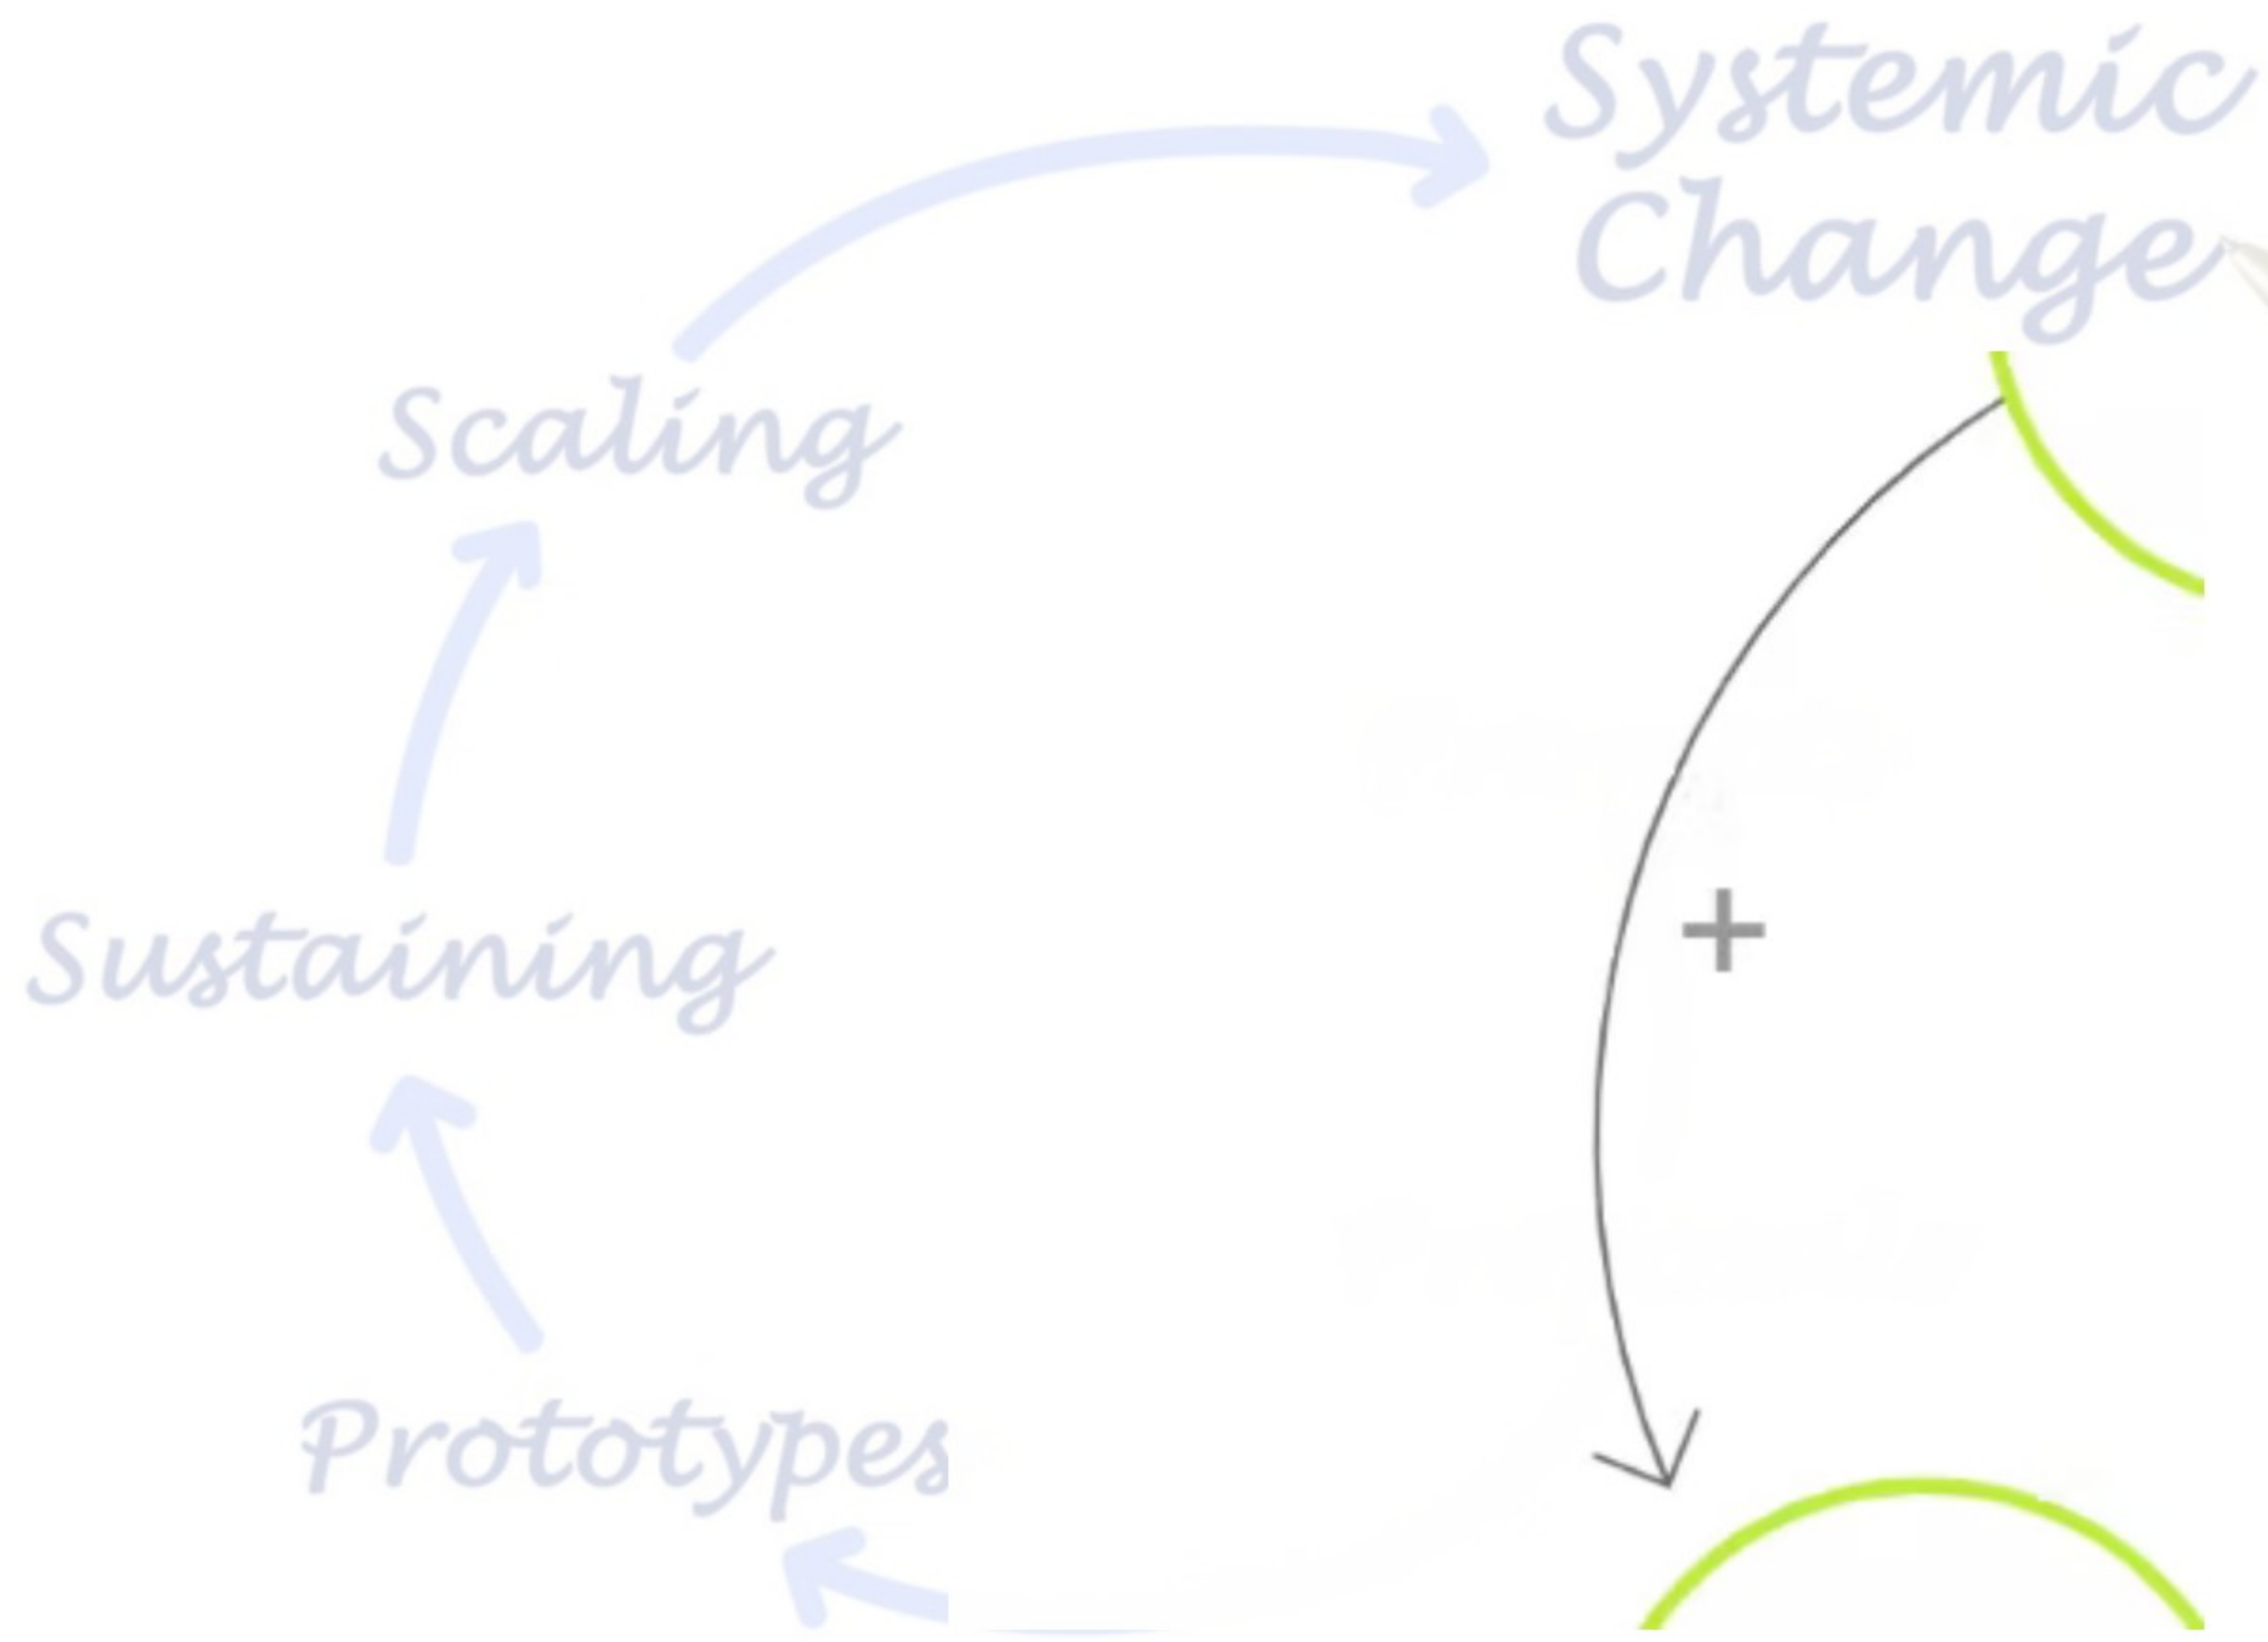 Systemic
Change
Scaling
+
Sustaining
Prototypes